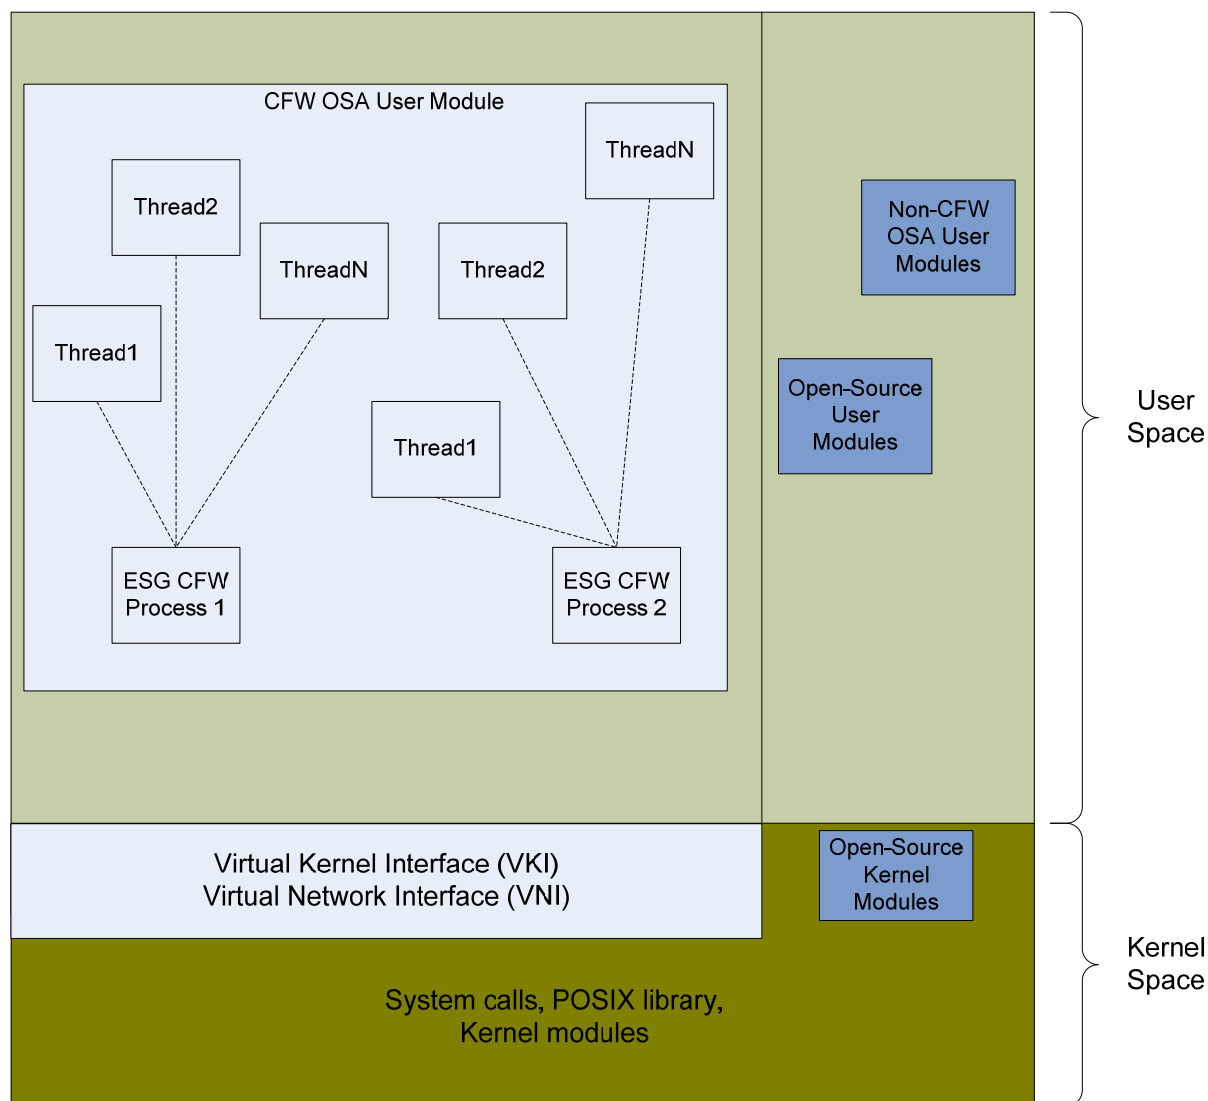 CFW OSA User Module
ThreadN
Thread2
ThreadN
Thread2
Thread1
Thread1
ESG CFW
Process 1
ESG CFW
Process 2
Non-CFW
OSA User
Modules
Open-Source
User
Modules
User
Space
Virtual Kernel Interface (VKI)
Virtual Network Interface (VNI)
Open-Source
Kernel
Modules
Kernel
Space
System calls, POSIX library,
Kernel modules